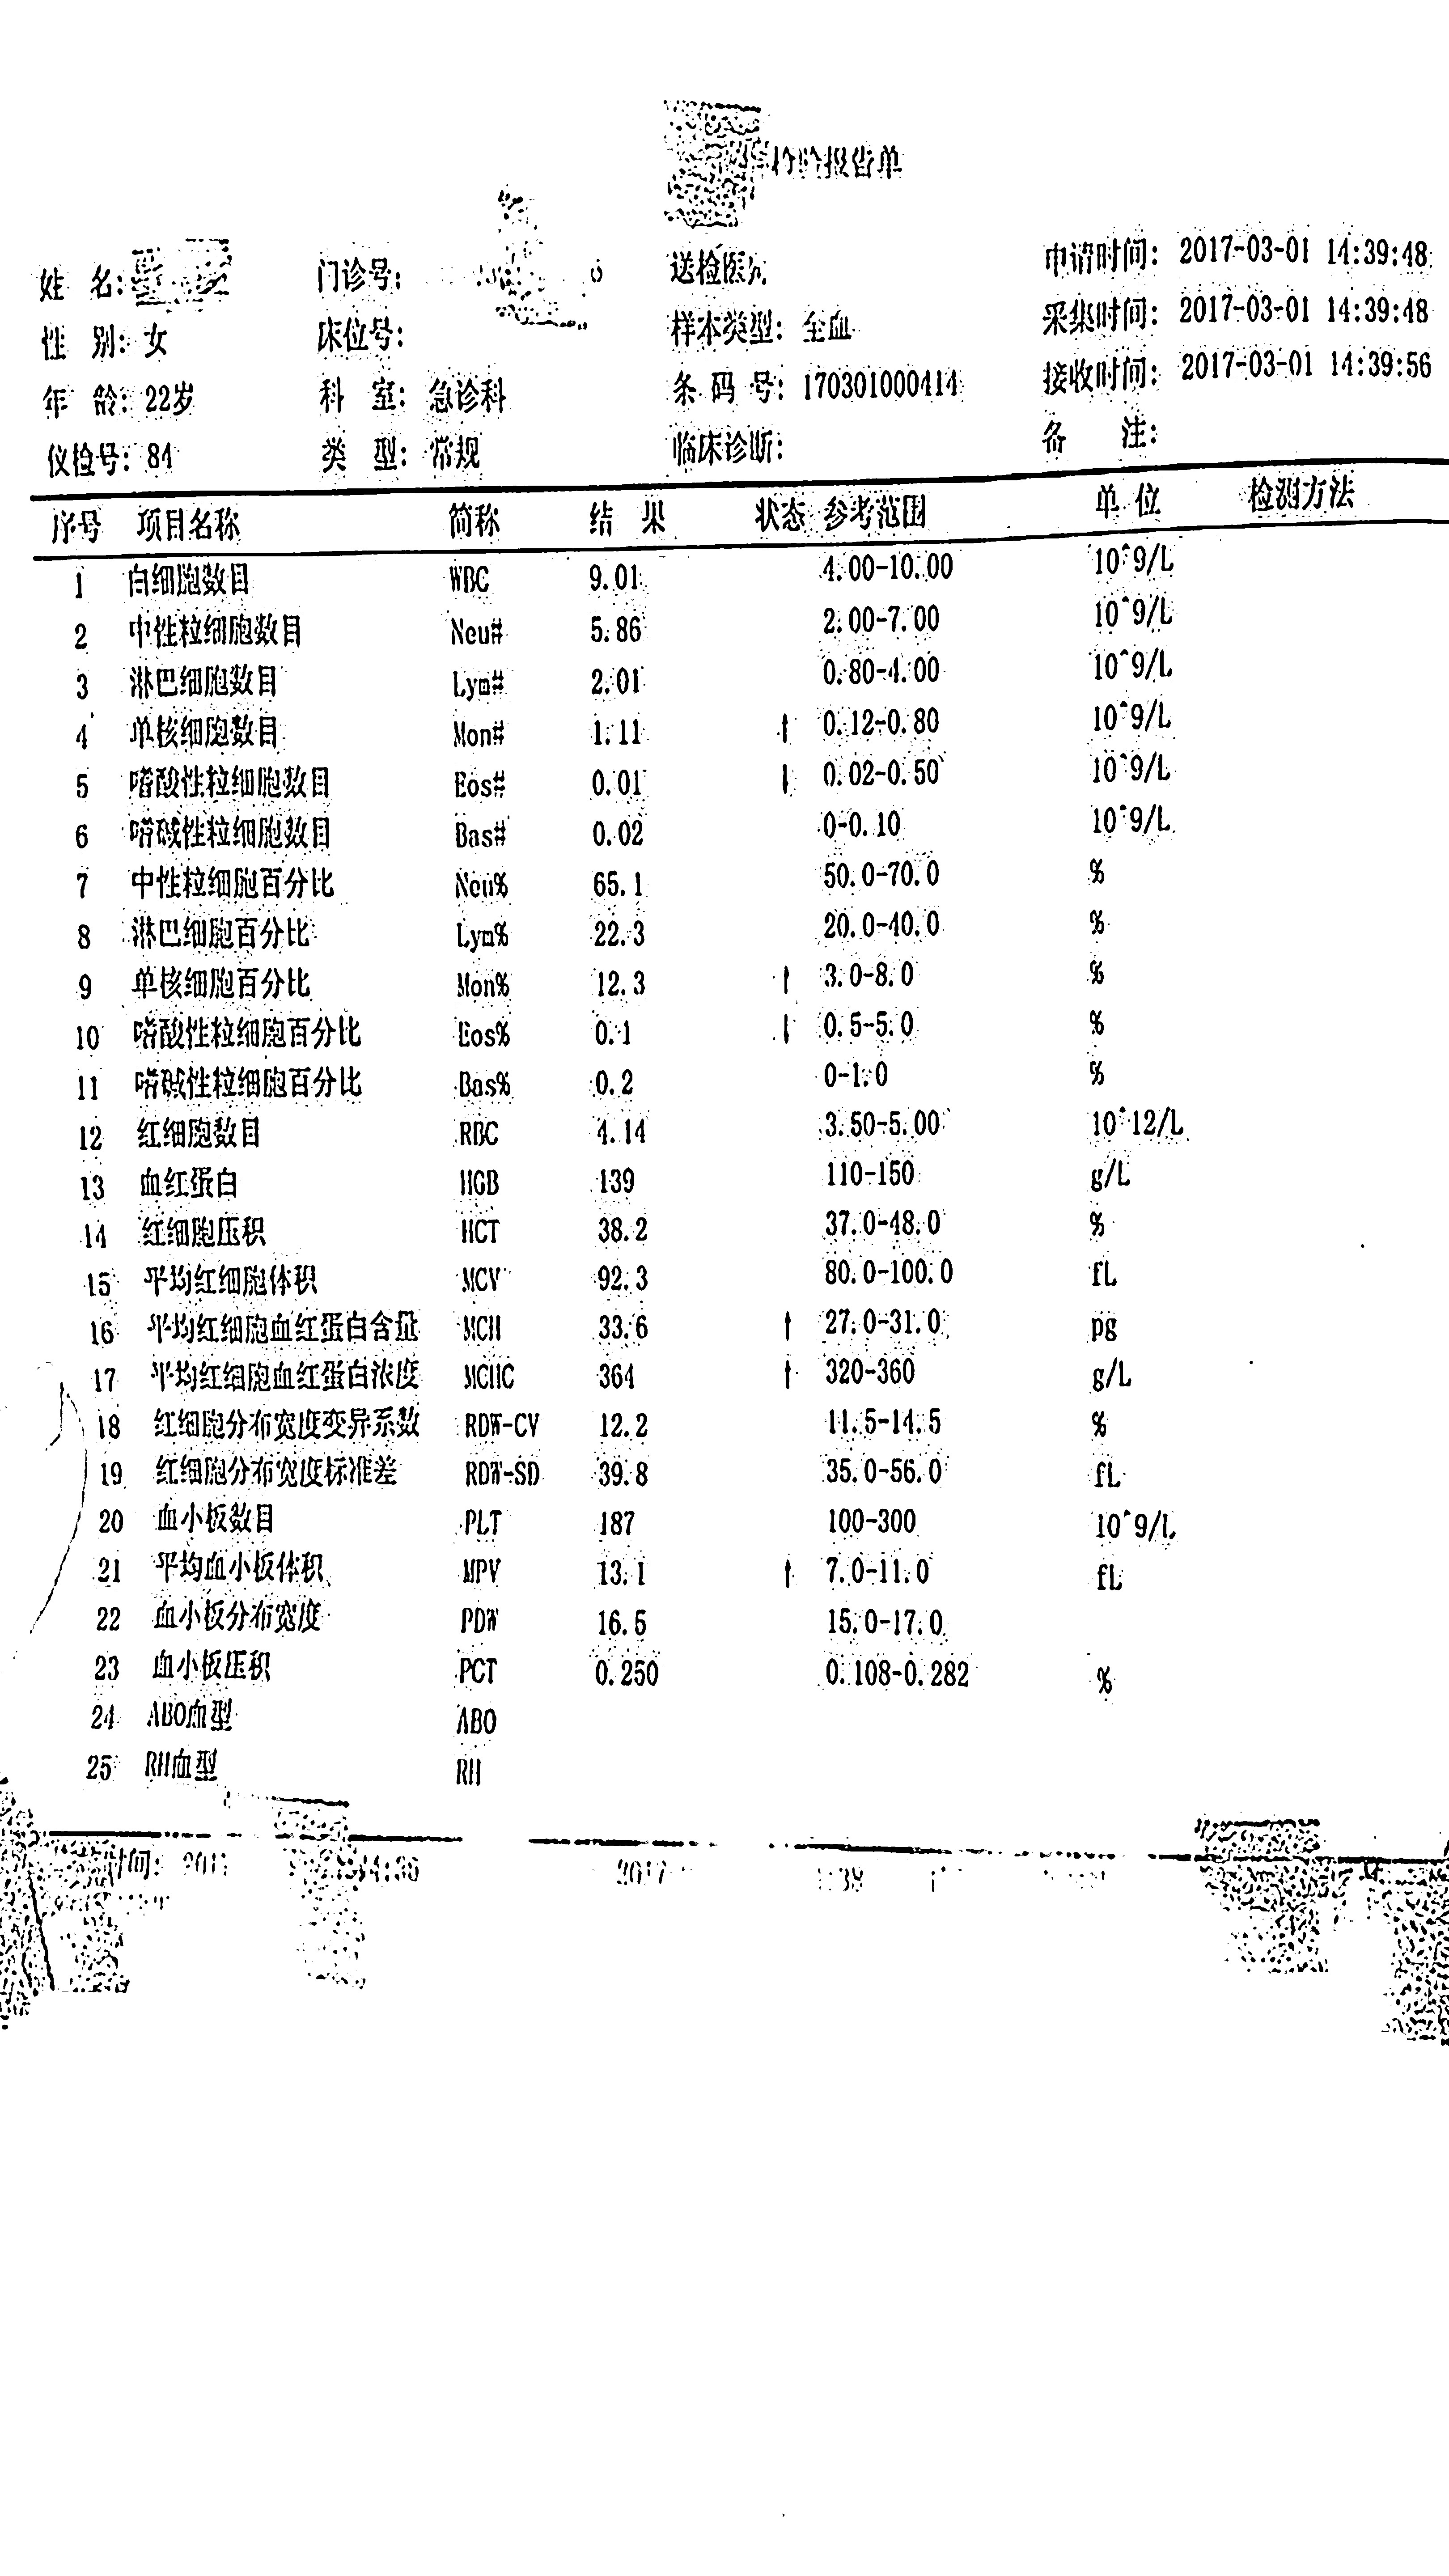 检验报告单
姓 名: 门诊号: 送检医院 申请时间: 2017-03-01 14:39:48
性 别: 女 床位号: 样本类型: 全血 采集时间: 2017-03-01 14:39:48
年 龄: 22岁 科 室: 急诊科 条 码 号: 170301000414 接收时间: 2017-03-01 14:39:56
仪检号: 84 类 型: 常规 临床诊断: 备 注:
序号 项目名称 简称 结 果 状态 参考范围 单 位 检测方法
1 白细胞数目 WBC 9.01 4.00-10.00 10^9/L
2 中性粒细胞数目 Neu# 5.86 2.00-7.00 10^9/L
3 淋巴细胞数目 Lym# 2.01 0.80-4.00 10^9/L
4 单核细胞数目 Mon# 1.11 ↑ 0.12-0.80 10^9/L
5 嗜酸性粒细胞数目 Eos# 0.01 ↓ 0.02-0.50 10^9/L
6 嗜碱性粒细胞数目 Bas# 0.02 0-0.10 10^9/L
7 中性粒细胞百分比 Neu% 65.1 50.0-70.0 %
8 淋巴细胞百分比 Lym% 22.3 20.0-40.0 %
9 单核细胞百分比 Mon% 12.3 ↑ 3.0-8.0 %
10 嗜酸性粒细胞百分比 Eos% 0.1 ↓ 0.5-5.0 %
11 嗜碱性粒细胞百分比 Bas% 0.2 0-1.0 %
12 红细胞数目 RBC 4.14 3.50-5.00 10^12/L
13 血红蛋白 HGB 139 110-150 g/L
14 红细胞压积 HCT 38.2 37.0-48.0 %
15 平均红细胞体积 MCV 92.3 80.0-100.0 fL
16 平均红细胞血红蛋白含量 MCH 33.6 ↑ 27.0-31.0 pg
17 平均红细胞血红蛋白浓度 MCHC 364 ↑ 320-360 g/L
18 红细胞分布宽度变异系数 RDW-CV 12.2 11.5-14.5 %
19 红细胞分布宽度标准差 RDW-SD 39.8 35.0-56.0 fL
20 血小板数目 PLT 187 100-300 10^9/L
21 平均血小板体积 MPV 13.1 ↑ 7.0-11.0 fL
22 血小板分布宽度 PDW 16.5 15.0-17.0
23 血小板压积 PCT 0.250 0.108-0.282 %
24 ABO血型 ABO
25 RH血型 RH
时间: 2017